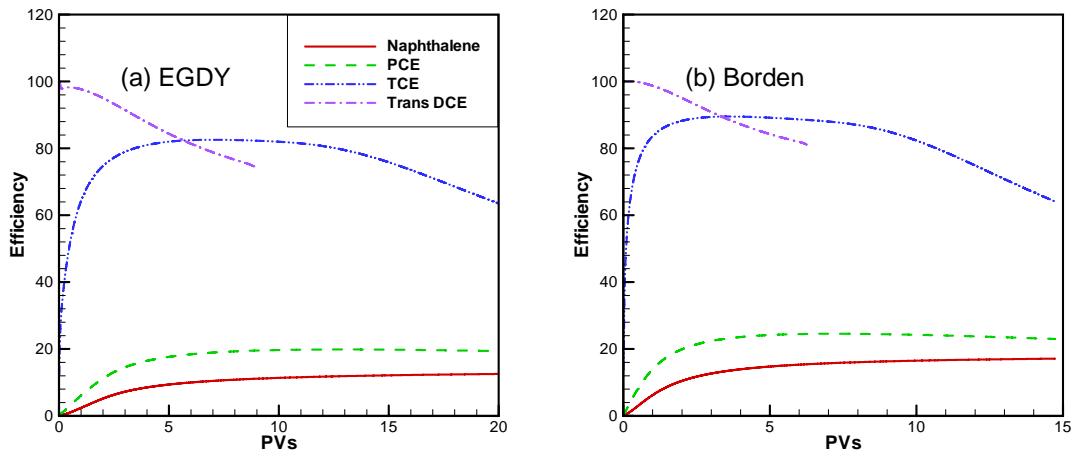 (a) EGDY
Naphthalene
PCE
TCE
Trans DCE
Efficiency
120
100
80
60
40
20
0
0 5 10 15 20
PVs
(b) Borden
Efficiency
120
100
80
60
40
20
0
0 5 10 15
PVs